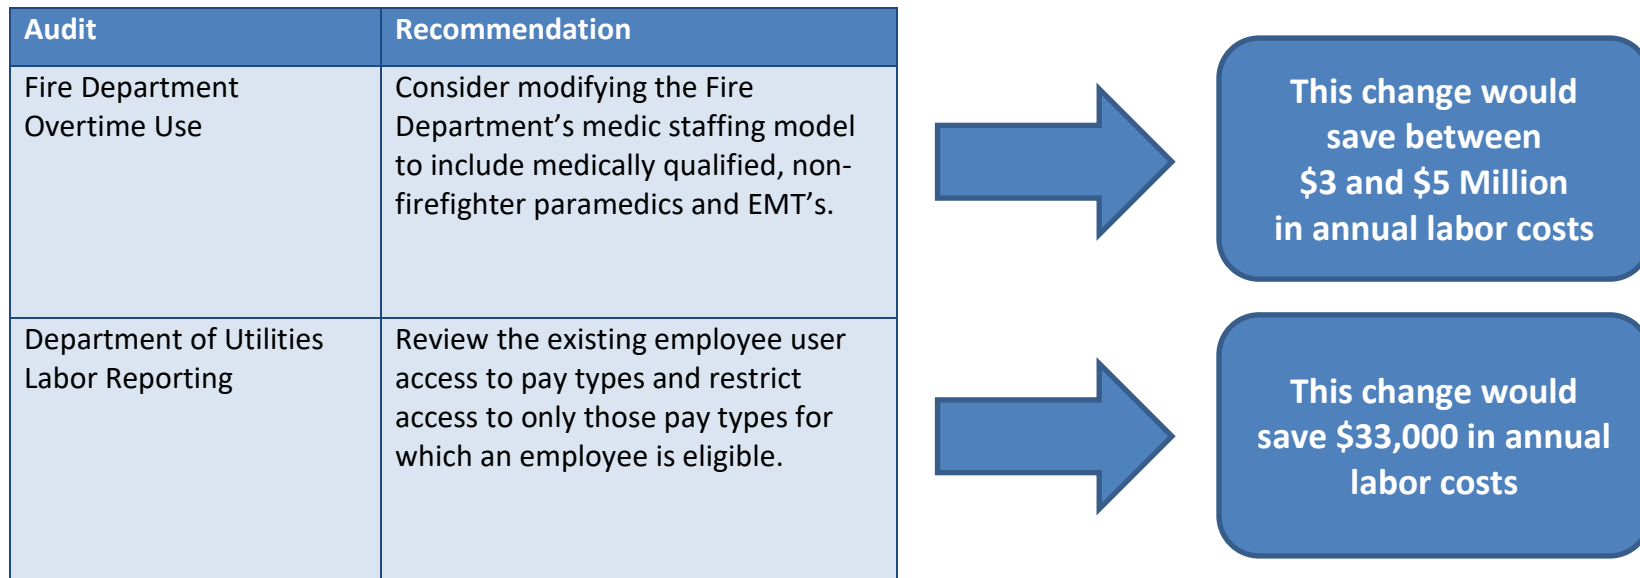 Audit
Recommendation
Fire Department
Overtime Use
Consider modifying the Fire
Department’s medic staffing model
to include medically qualified, non-
firefighter paramedics and EMT’s.
This change would
save between
$3 and $5 Million
in annual labor costs
Department of Utilities
Labor Reporting
Review the existing employee user
access to pay types and restrict
access to only those pay types for
which an employee is eligible.
This change would
save $33,000 in annual
labor costs